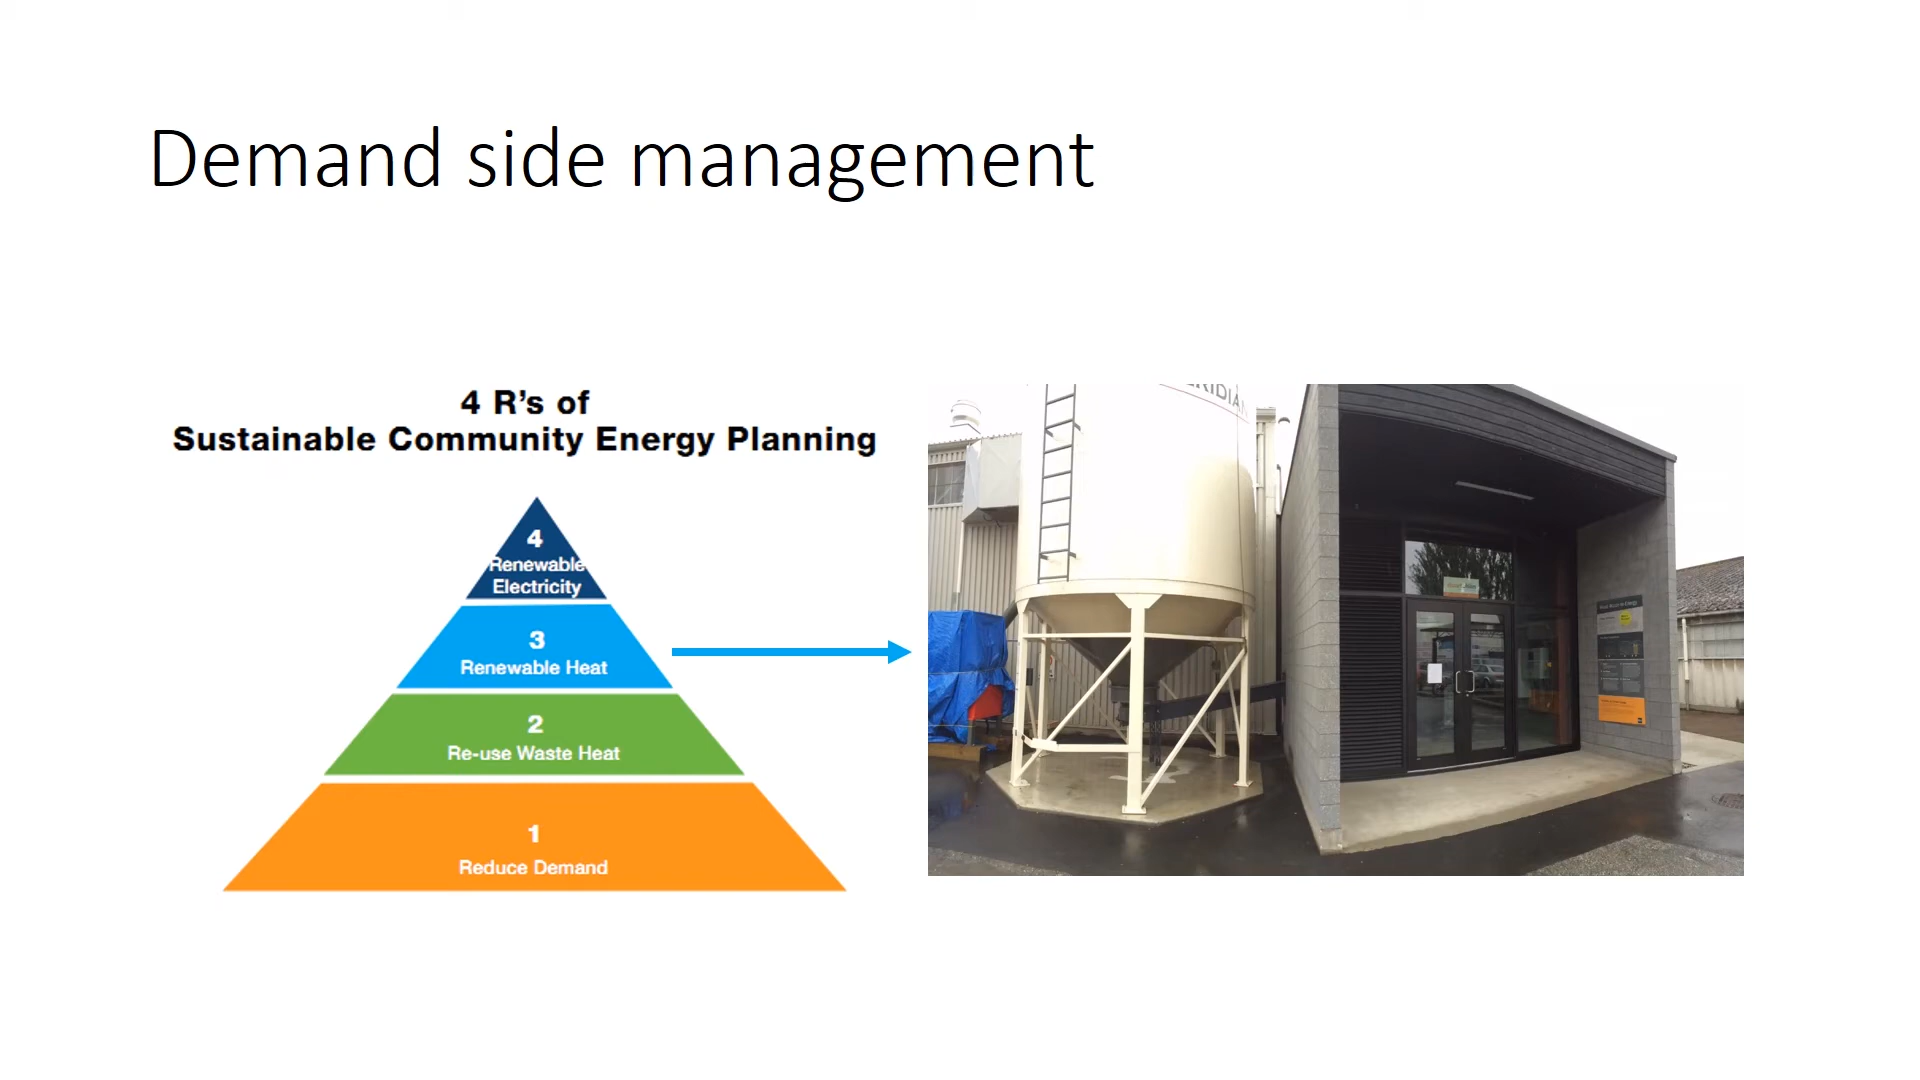 Demand side management
4 R's of
Sustainable Community Energy Planning
4
Renewable
Electricity
3
Renewable Heat
2
Re-use Waste Heat
1
Reduce Demand